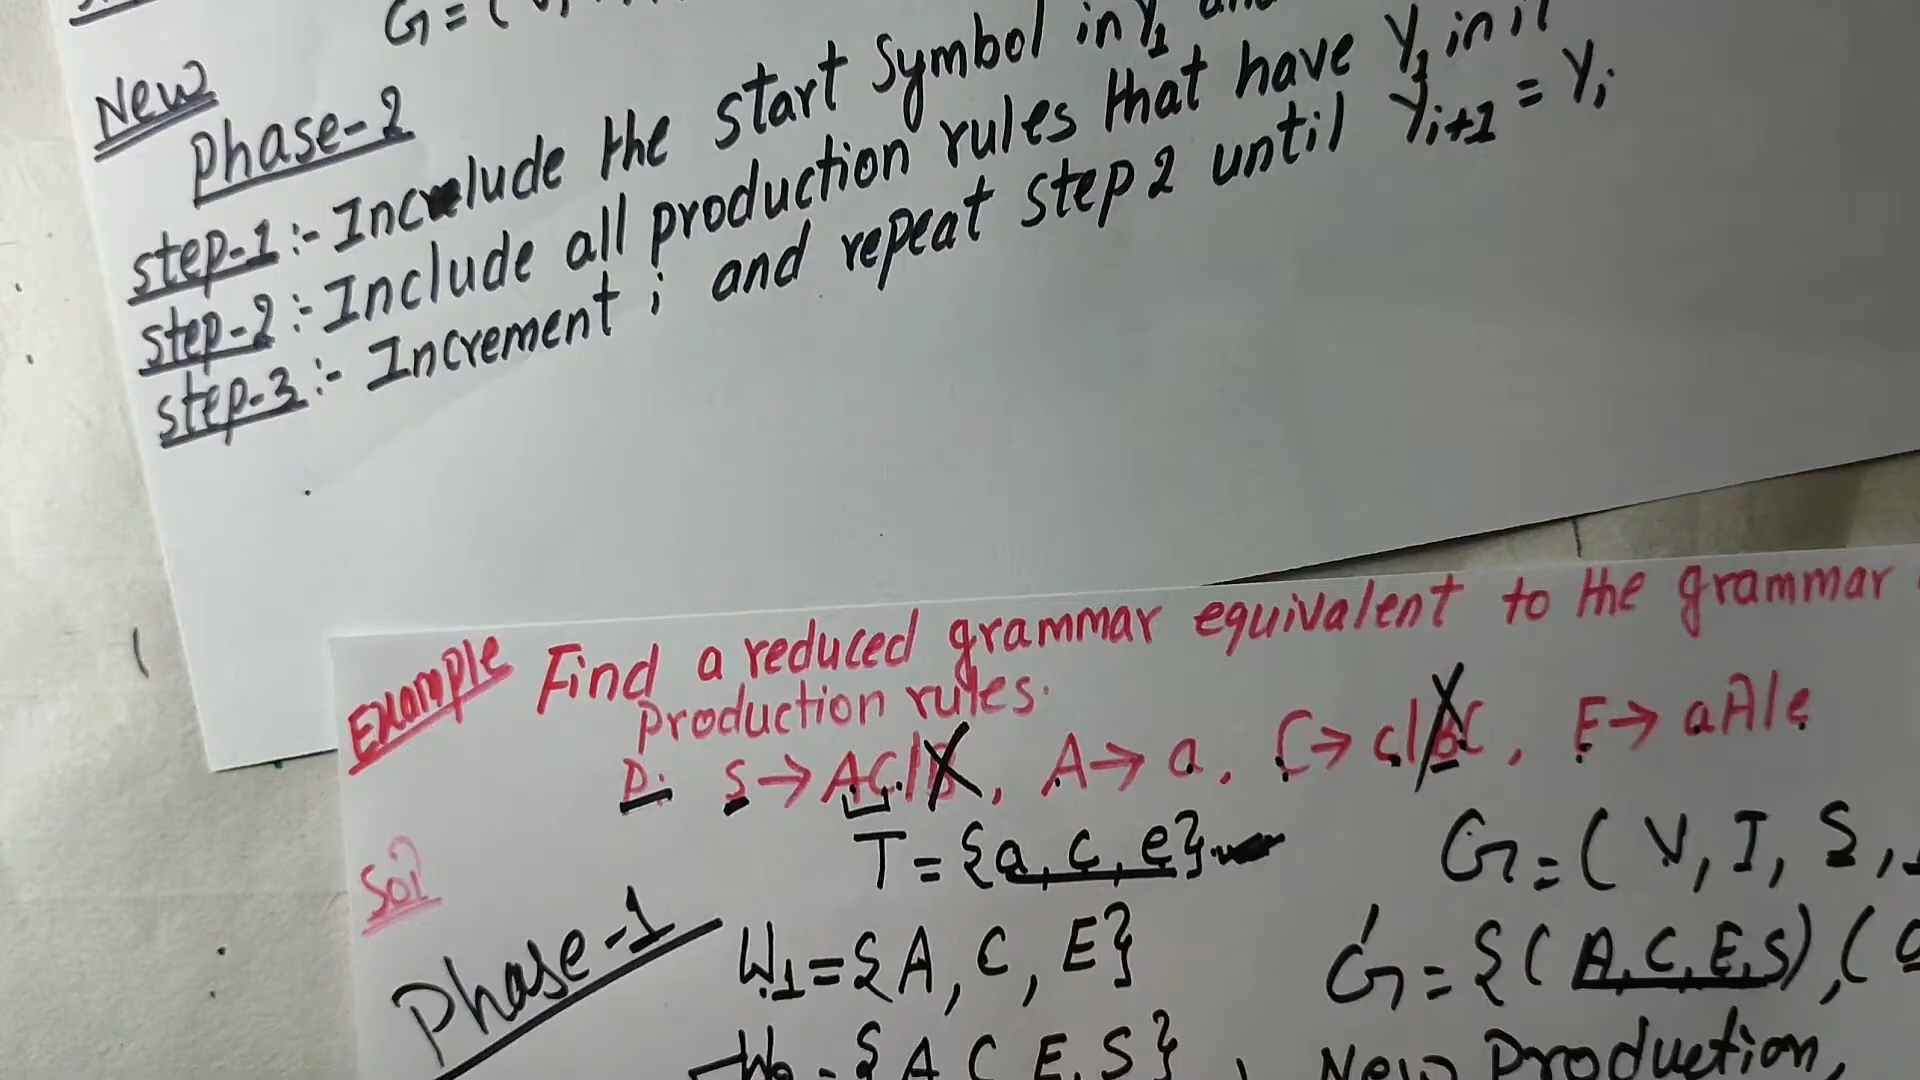 G = ( V,
New
Phase-2
step-1 :- Include the start symbol in Y1 and
step-2 :- Include all production rules that have Y1 in it
step-3 :- Increment i and repeat step 2 until Yi+1 = Yi
Example Find a reduced grammar equivalent to the grammar
production rules.
P: S → AC|B, A → a, C → c|BC, E → aA|e
Sol
T = {a, c, e} G = ( V, T, S,
Phase-1 W1 = {A, C, E} G' = {(A, C, E, S), (a
W2 = {A C E, S} , New Production,